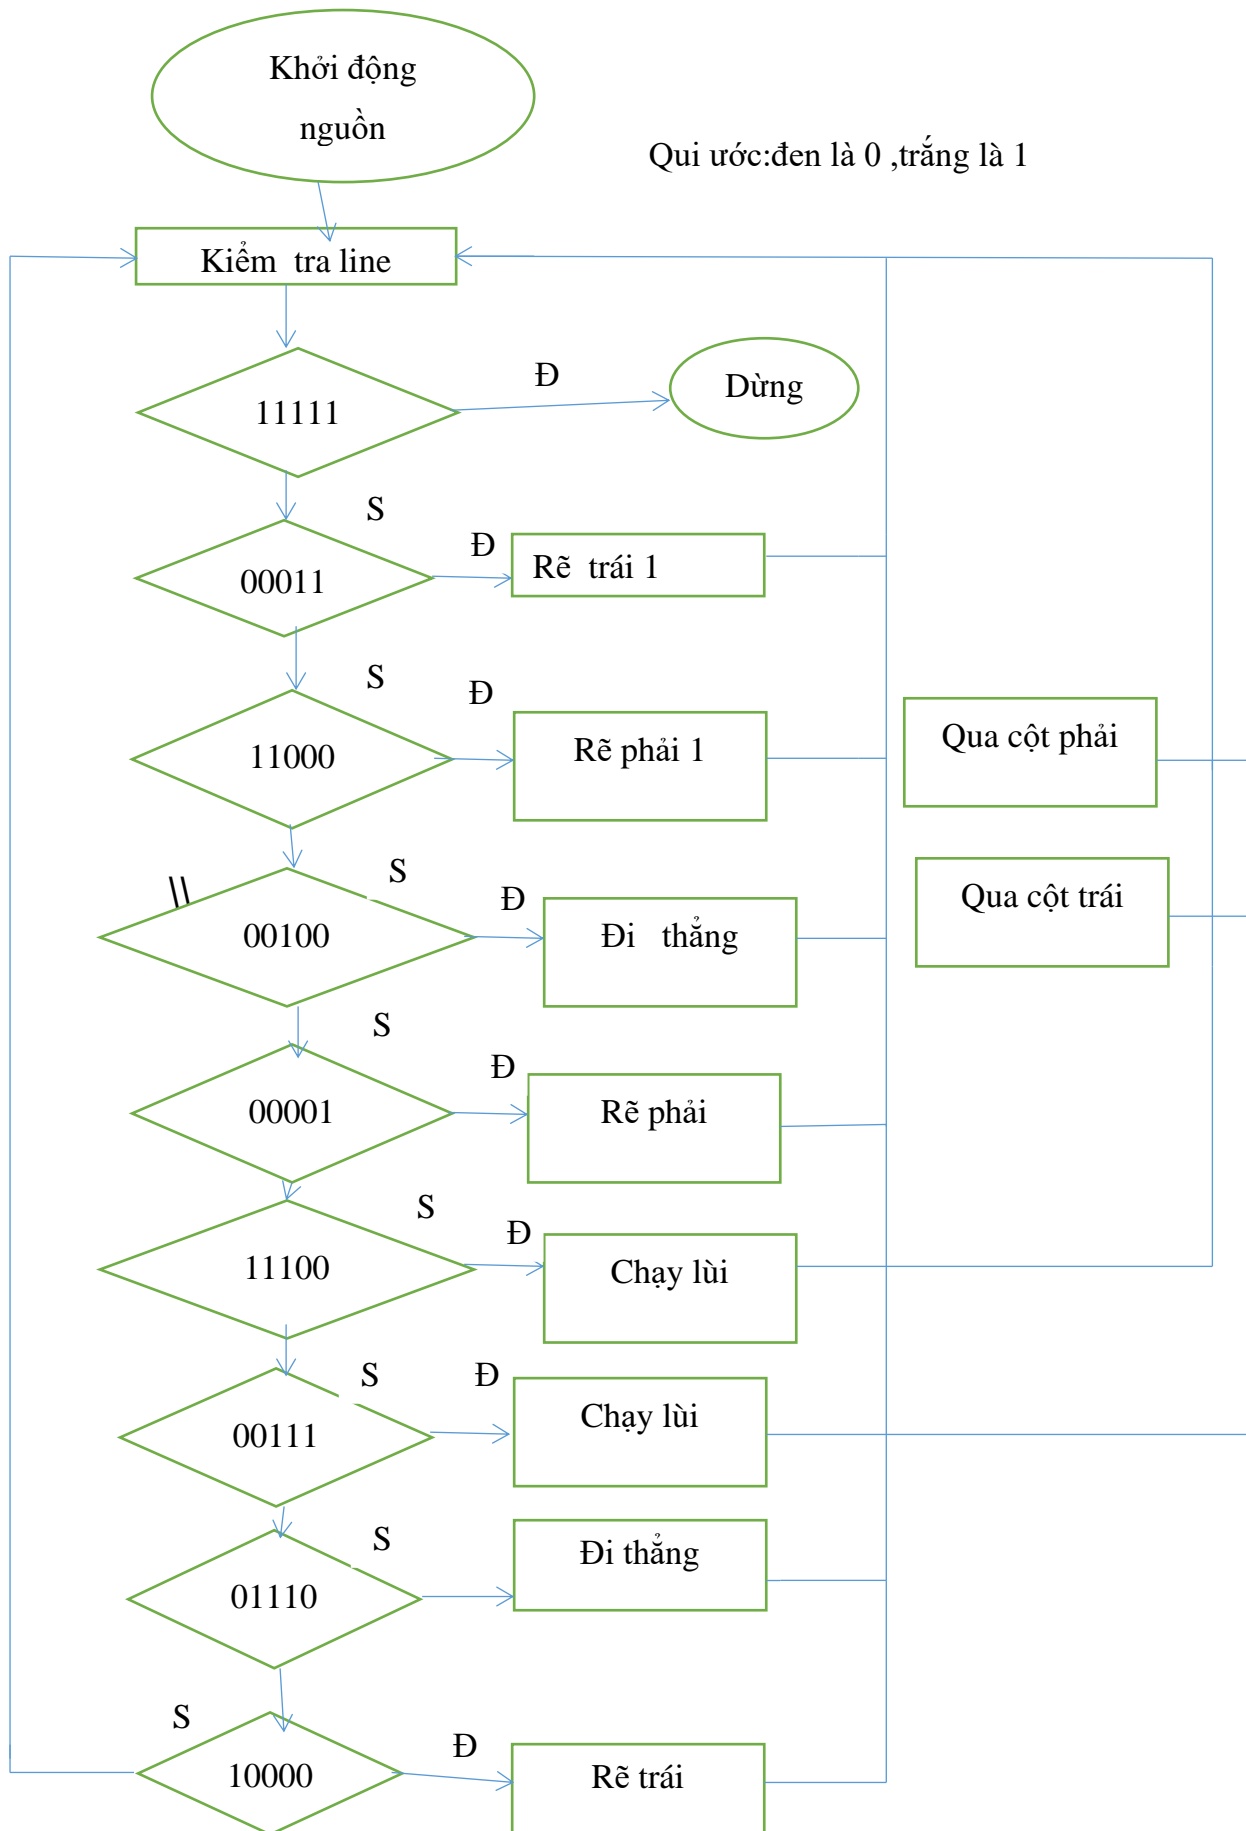 Khởi động
nguồn
Qui ước:đen là 0 ,trắng là 1
Kiểm tra line
11111
Đ
Dừng
S
00011
Đ
Rẽ trái 1
S
11000
Đ
Rẽ phải 1
Qua cột phải
\\
S
00100
Đ
Đi thẳng
Qua cột trái
S
00001
Đ
Rẽ phải
S
11100
Đ
Chạy lùi
S
00111
Đ
Chạy lùi
S
01110
Đi thẳng
S
10000
Đ
Rẽ trái